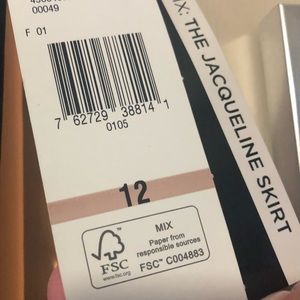 00049
F 01
7 62729 38814 1
0105
12
FSC
www.fsc.org
MIX
Paper from
responsible sources
FSC™ C004883
IX: THE JACQUELINE SKIRT